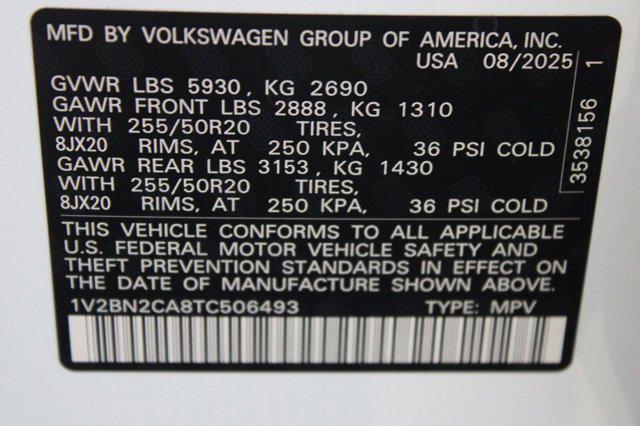 MFD BY VOLKSWAGEN GROUP OF AMERICA, INC.
USA 08/2025
GVWR LBS 5930, KG 2690
GAWR FRONT LBS 2888, KG 1310
WITH 255/50R20 TIRES,
8JX20 RIMS, AT 250 KPA, 36 PSI COLD
GAWR REAR LBS 3153, KG 1430
WITH 255/50R20 TIRES,
8JX20 RIMS, AT 250 KPA, 36 PSI COLD
THIS VEHICLE CONFORMS TO ALL APPLICABLE
U.S. FEDERAL MOTOR VEHICLE SAFETY AND
THEFT PREVENTION STANDARDS IN EFFECT ON
THE DATE OF MANUFACTURE SHOWN ABOVE.
1V2BN2CA8TC506493 TYPE: MPV
3538156 1